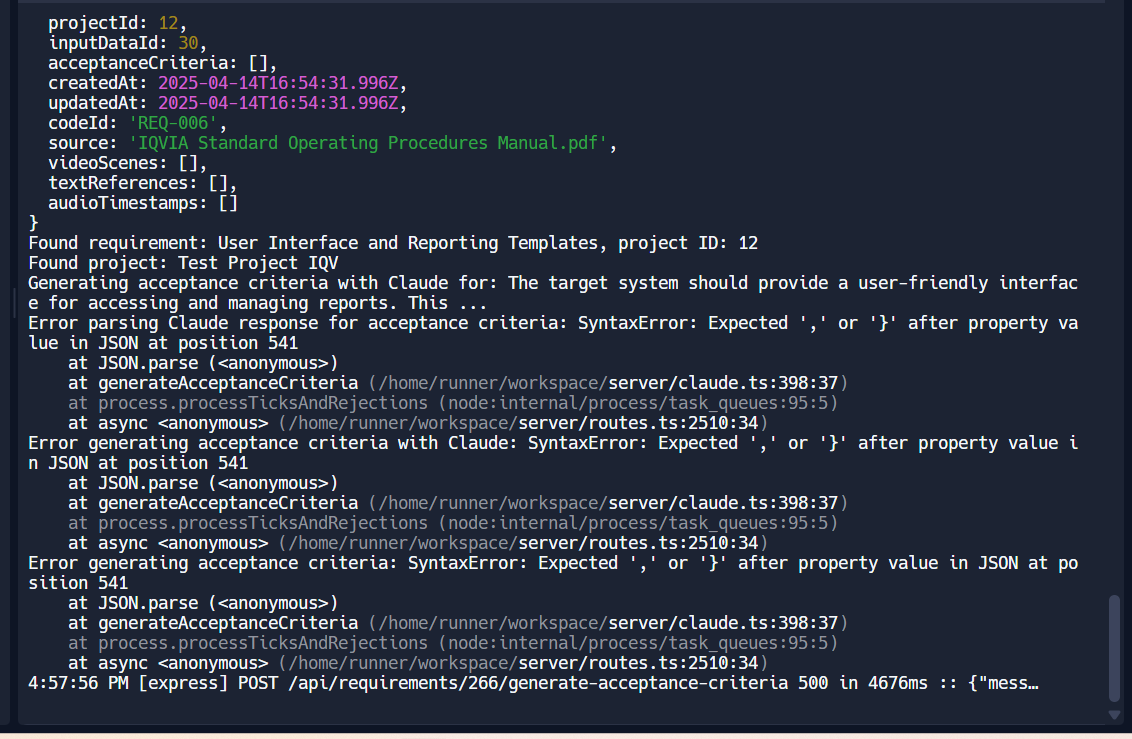 projectId: 12,
inputDataId: 30,
acceptanceCriteria: [],
createdAt: 2025-04-14T16:54:31.996Z,
updatedAt: 2025-04-14T16:54:31.996Z,
codeId: 'REQ-006',
source: 'IQVIA Standard Operating Procedures Manual.pdf',
videoScenes: [],
textReferences: [],
audioTimestamps: []
}
Found requirement: User Interface and Reporting Templates, project ID: 12
Found project: Test Project IQV
Generating acceptance criteria with Claude for: The target system should provide a user-friendly interfac
e for accessing and managing reports. This ...
Error parsing Claude response for acceptance criteria: SyntaxError: Expected ',' or '}' after property va
lue in JSON at position 541
at JSON.parse (<anonymous>)
at generateAcceptanceCriteria (/home/runner/workspace/server/claude.ts:398:37)
at process.processTicksAndRejections (node:internal/process/task_queues:95:5)
at async <anonymous> (/home/runner/workspace/server/routes.ts:2510:34)
Error generating acceptance criteria with Claude: SyntaxError: Expected ',' or '}' after property value i
n JSON at position 541
at JSON.parse (<anonymous>)
at generateAcceptanceCriteria (/home/runner/workspace/server/claude.ts:398:37)
at process.processTicksAndRejections (node:internal/process/task_queues:95:5)
at async <anonymous> (/home/runner/workspace/server/routes.ts:2510:34)
Error generating acceptance criteria: SyntaxError: Expected ',' or '}' after property value in JSON at po
sition 541
at JSON.parse (<anonymous>)
at generateAcceptanceCriteria (/home/runner/workspace/server/claude.ts:398:37)
at process.processTicksAndRejections (node:internal/process/task_queues:95:5)
at async <anonymous> (/home/runner/workspace/server/routes.ts:2510:34)
4:57:56 PM [express] POST /api/requirements/266/generate-acceptance-criteria 500 in 4676ms :: {"mess…